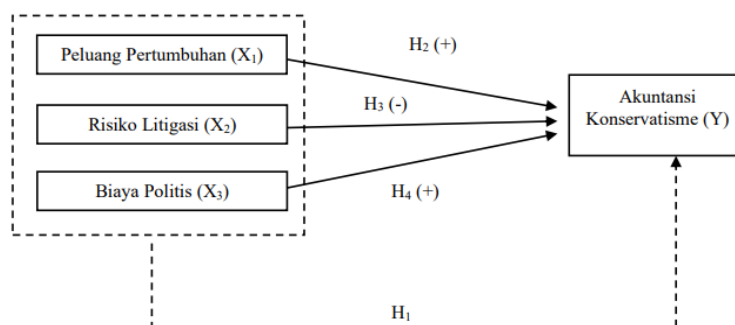 H₂ (+)
Peluang Pertumbuhan (X₁)
H₃ (-)
Risiko Litigasi (X₂)
Akuntansi
Konservatisme (Y)
Biaya Politis (X₃)
H₄ (+)
H₁